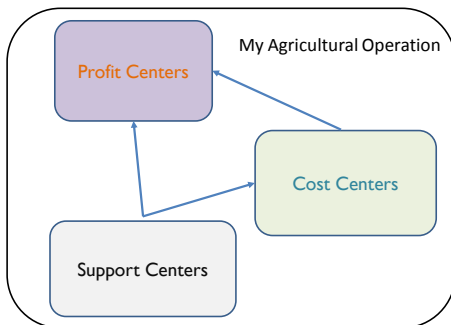 My Agricultural Operation
Profit Centers
Cost Centers
Support Centers